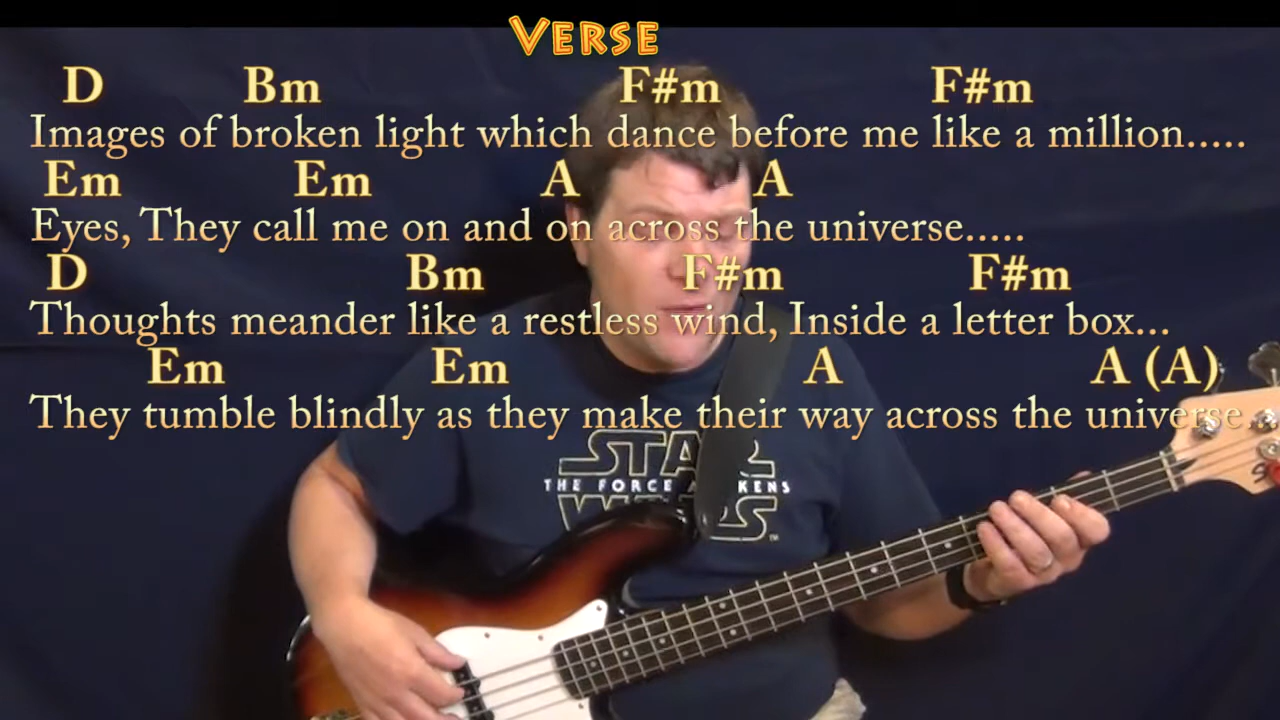 VERSE
D Bm F#m F#m
Images of broken light which dance before me like a million.....
Em Em A A
Eyes, They call me on and on across the universe.....
D Bm F#m F#m
Thoughts meander like a restless wind, Inside a letter box...
Em Em A A (A)
They tumble blindly as they make their way across the universe...
STAR
THE FORCE AWAKENS
WARS